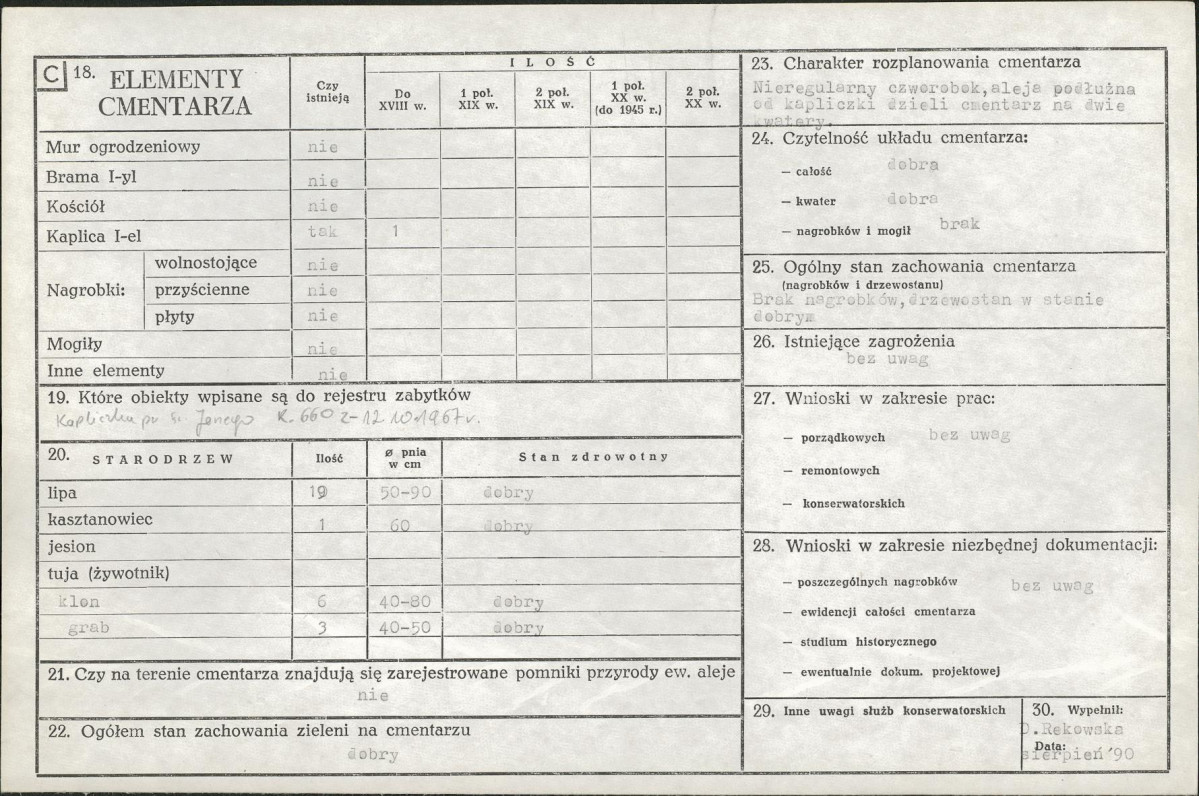 C 18. ELEMENTY CMENTARZA
Czy istnieją
ILOŚĆ
Do XVIII w.
1 poł. XIX w.
2 poł. XIX w.
1 poł. XX w. (do 1945 r.)
2 poł. XX w.
Mur ogrodzeniowy nie
Brama I-yl nie
Kościół nie
Kaplica I-el tak 1
Nagrobki:
wolnostojące nie
przyścienne nie
płyty nie
Mogiły nie
Inne elementy nie
19. Które obiekty wpisane są do rejestru zabytków
Kapliczka K. 660 z 12.10.1967 r.
20. STARODRZEW Ilość ø pnia w cm Stan zdrowotny
lipa 19 50-90 dobry
kasztanowiec 1 60 dobry
jesion
tuja (żywotnik)
klon 6 40-80 dobry
grab 3 40-50 dobry
21. Czy na terenie cmentarza znajdują się zarejestrowane pomniki przyrody ew. aleje
nie
22. Ogółem stan zachowania zieleni na cmentarzu
dobry
23. Charakter rozplanowania cmentarza
Nieregularny czworobok, aleja podłużna
od kapliczki dzieli cmentarz na dwie
kwatery.
24. Czytelność układu cmentarza:
— całość dobra
— kwater dobra
— nagrobków i mogił brak
25. Ogólny stan zachowania cmentarza
(nagrobków i drzewostanu)
Brak nagrobków, drzewostan w stanie
dobrym
26. Istniejące zagrożenia
bez uwag
27. Wnioski w zakresie prac:
— porządkowych bez uwag
— remontowych
— konserwatorskich
28. Wnioski w zakresie niezbędnej dokumentacji:
— poszczególnych nagrobków bez uwag
— ewidencji całości cmentarza
— studium historycznego
— ewentualnie dokum. projektowej
29. Inne uwagi służb konserwatorskich
30. Wypełnił:
D. Rekowska
Data:
sierpień '90